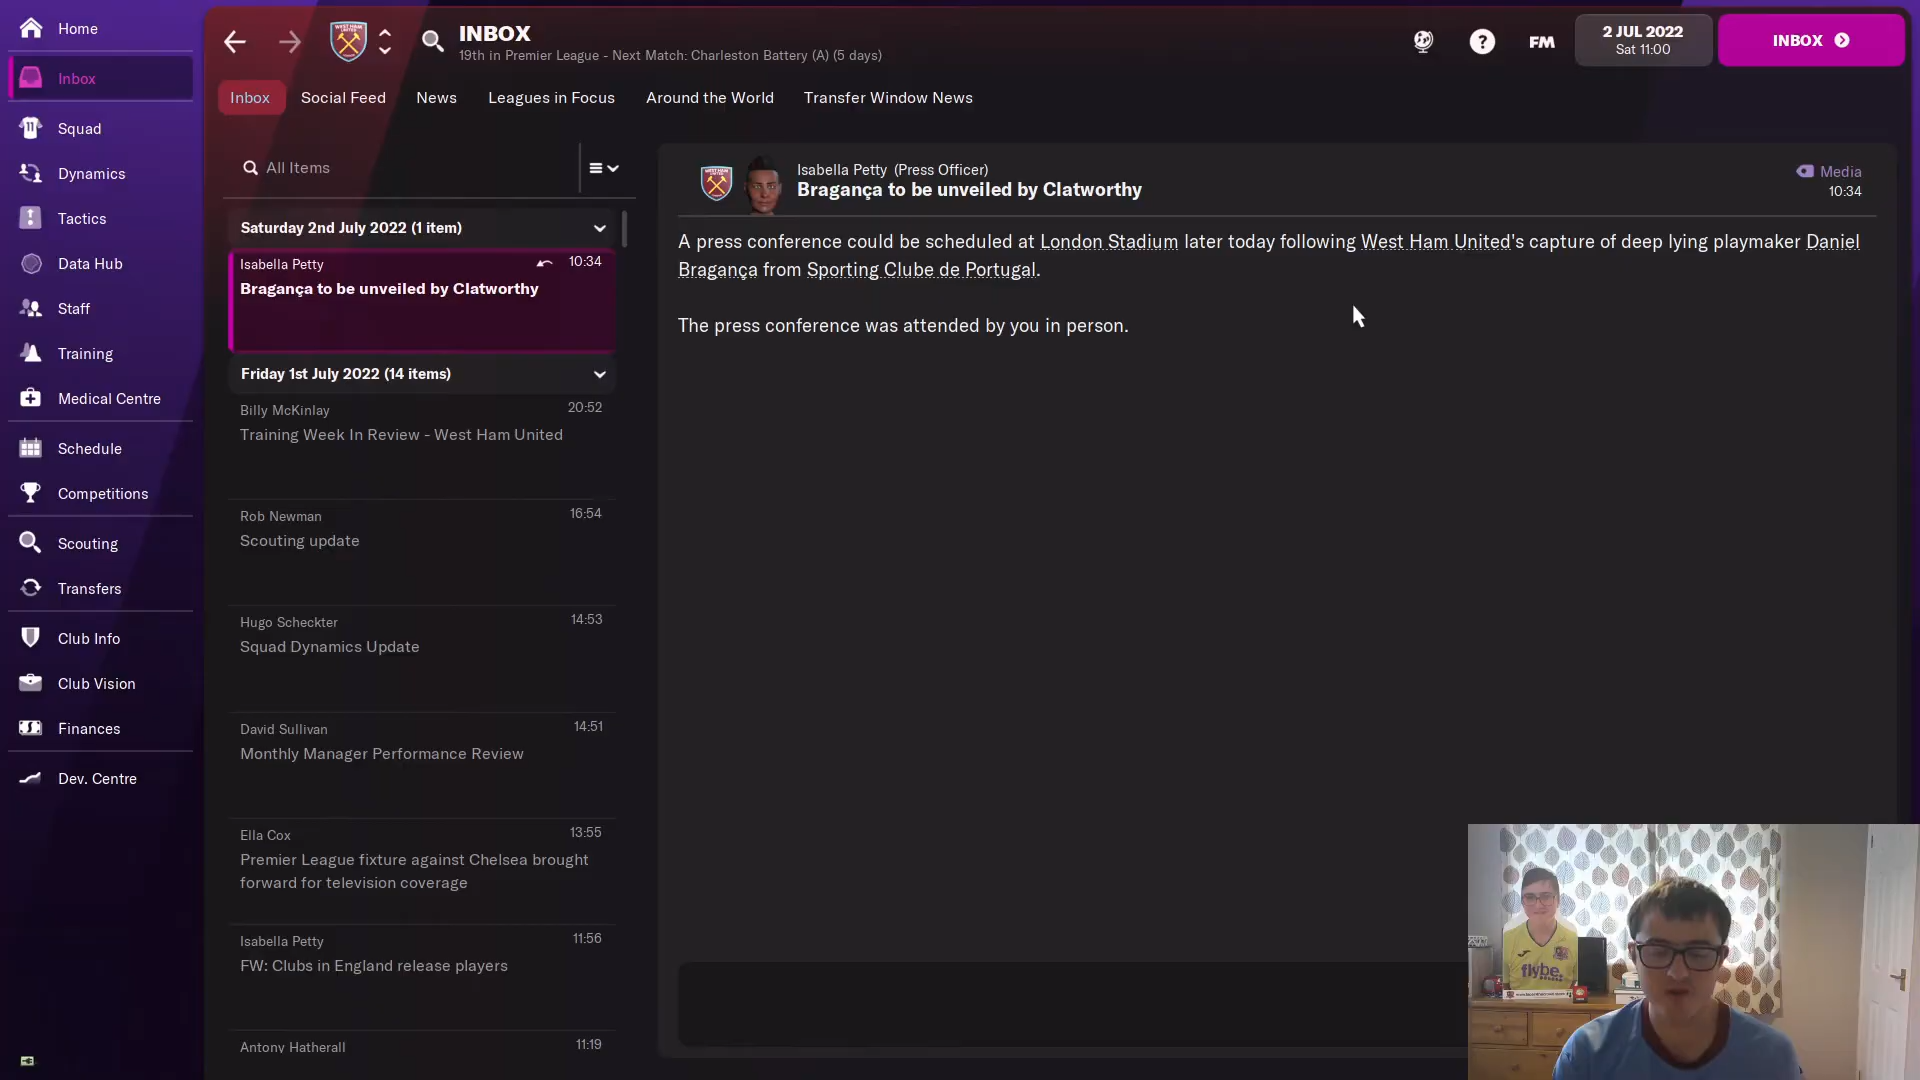 Home
Inbox
Squad
Dynamics
Tactics
Data Hub
Staff
Training
Medical Centre
Schedule
Competitions
Scouting
Transfers
Club Info
Club Vision
Finances
Dev. Centre
INBOX
19th in Premier League - Next Match: Charleston Battery (A) (5 days)
FM
2 JUL 2022
Sat 11:00
INBOX
Inbox Social Feed News Leagues in Focus Around the World Transfer Window News
All Items
Saturday 2nd July 2022 (1 item)
Isabella Petty 10:34
Bragança to be unveiled by Clatworthy
Friday 1st July 2022 (14 items)
Billy McKinlay 20:52
Training Week In Review - West Ham United
Rob Newman 16:54
Scouting update
Hugo Scheckter 14:53
Squad Dynamics Update
David Sullivan 14:51
Monthly Manager Performance Review
Ella Cox 13:55
Premier League fixture against Chelsea brought
forward for television coverage
Isabella Petty 11:56
FW: Clubs in England release players
Antony Hatherall 11:19
Isabella Petty (Press Officer)
Bragança to be unveiled by Clatworthy
Media
10:34
A press conference could be scheduled at London Stadium later today following West Ham United's capture of deep lying playmaker Daniel
Bragança from Sporting Clube de Portugal.
The press conference was attended by you in person.
flybe